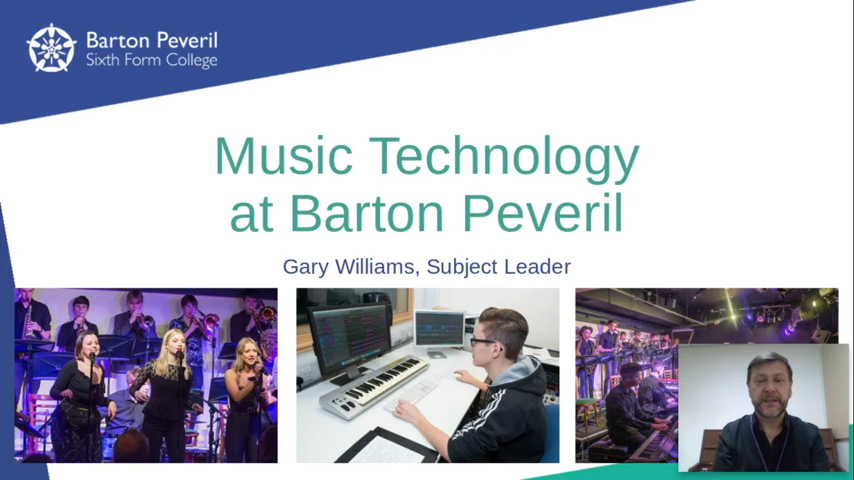 Barton Peveril
Sixth Form College
Music Technology
at Barton Peveril
Gary Williams, Subject Leader